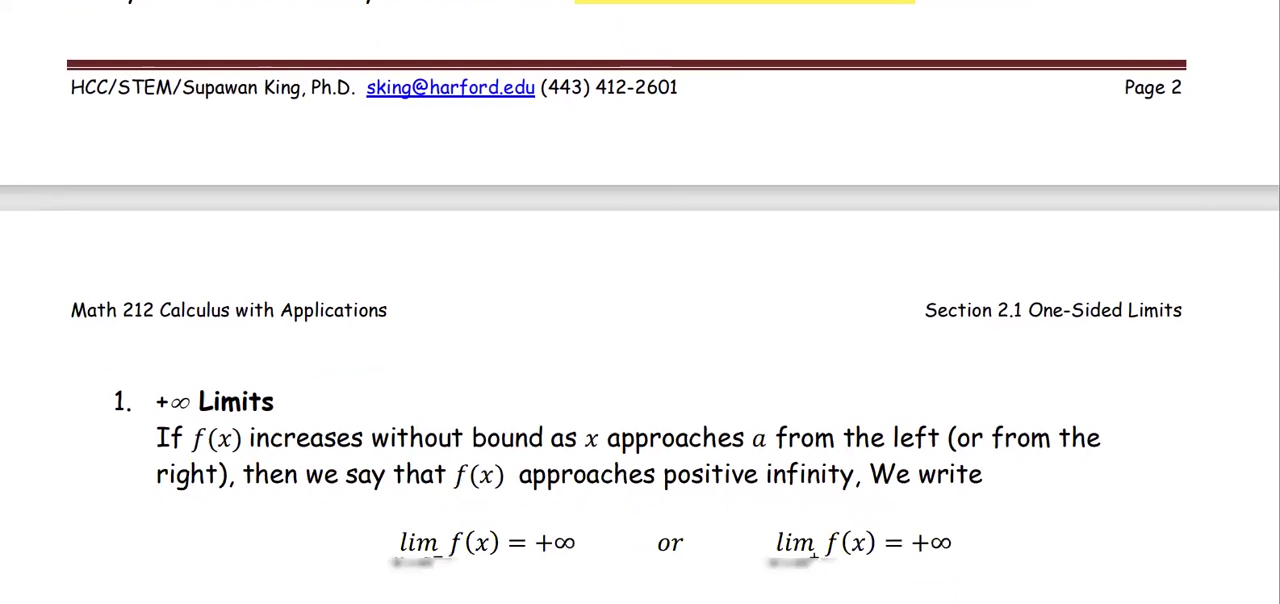 HCC/STEM/Supawan King, Ph.D. sking@harford.edu (443) 412-2601 Page 2
Math 212 Calculus with Applications Section 2.1 One-Sided Limits
1. +∞ Limits
If f(x) increases without bound as x approaches a from the left (or from the
right), then we say that f(x) approaches positive infinity, We write
lim − f(x) = +∞ or lim + f(x) = +∞